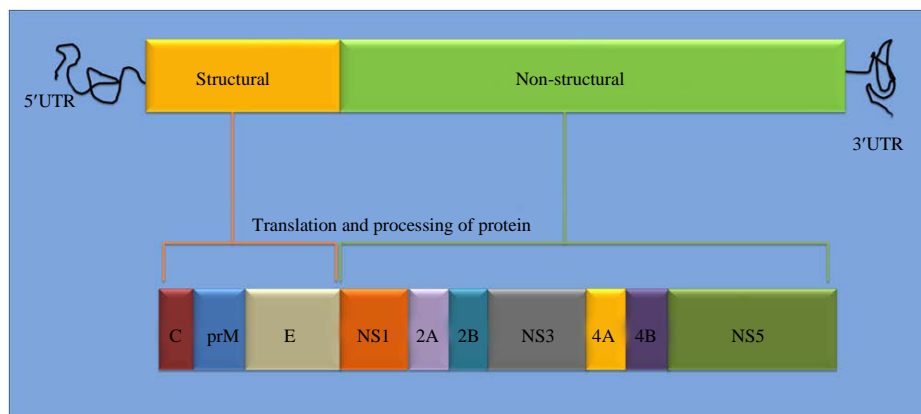 Structural
Non-structural
5′UTR
3′UTR
Translation and processing of protein
C prM E NS1 2A 2B NS3 4A 4B NS5